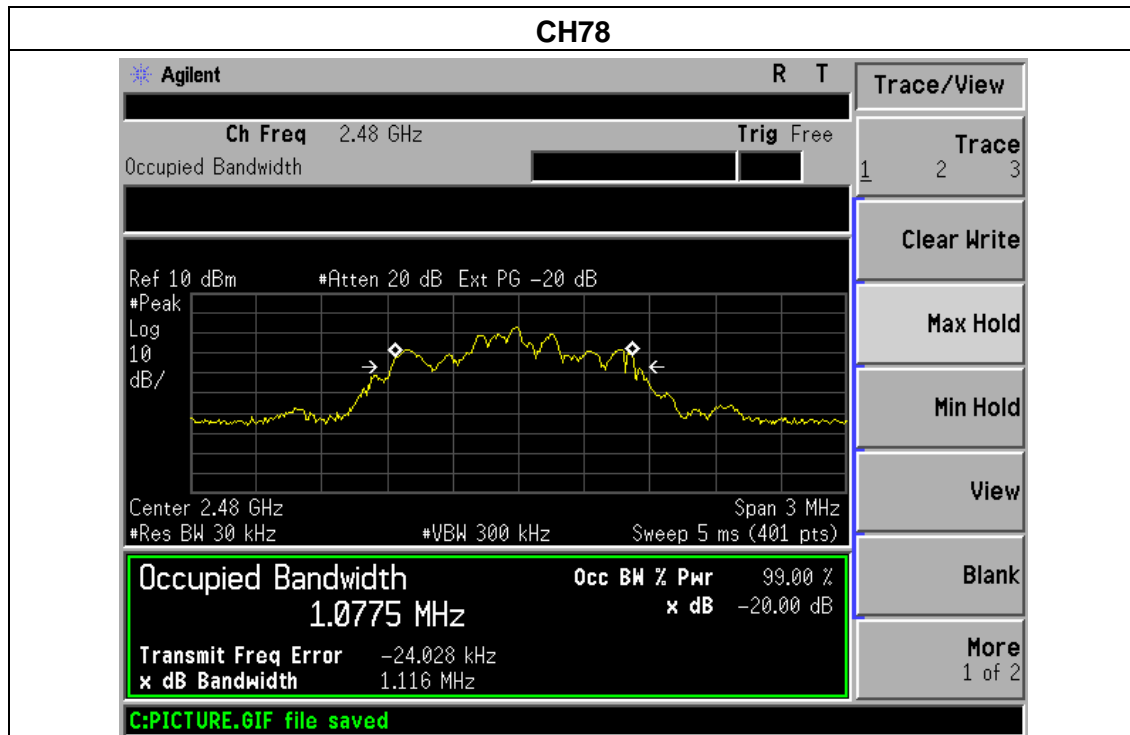 CH78
Agilent R T
Trace/View
Ch Freq 2.48 GHz Trig Free
Occupied Bandwidth
Trace
1 2 3
Clear Write
Ref 10 dBm #Atten 20 dB Ext PG -20 dB
#Peak
Log
10
dB/
Max Hold
Min Hold
View
Center 2.48 GHz Span 3 MHz
#Res BW 30 kHz #VBW 300 kHz Sweep 5 ms (401 pts)
Occupied Bandwidth Occ BW % Pwr 99.00 %
1.0775 MHz x dB -20.00 dB
Blank
Transmit Freq Error -24.028 kHz
x dB Bandwidth 1.116 MHz
More
1 of 2
C:PICTURE.GIF file saved